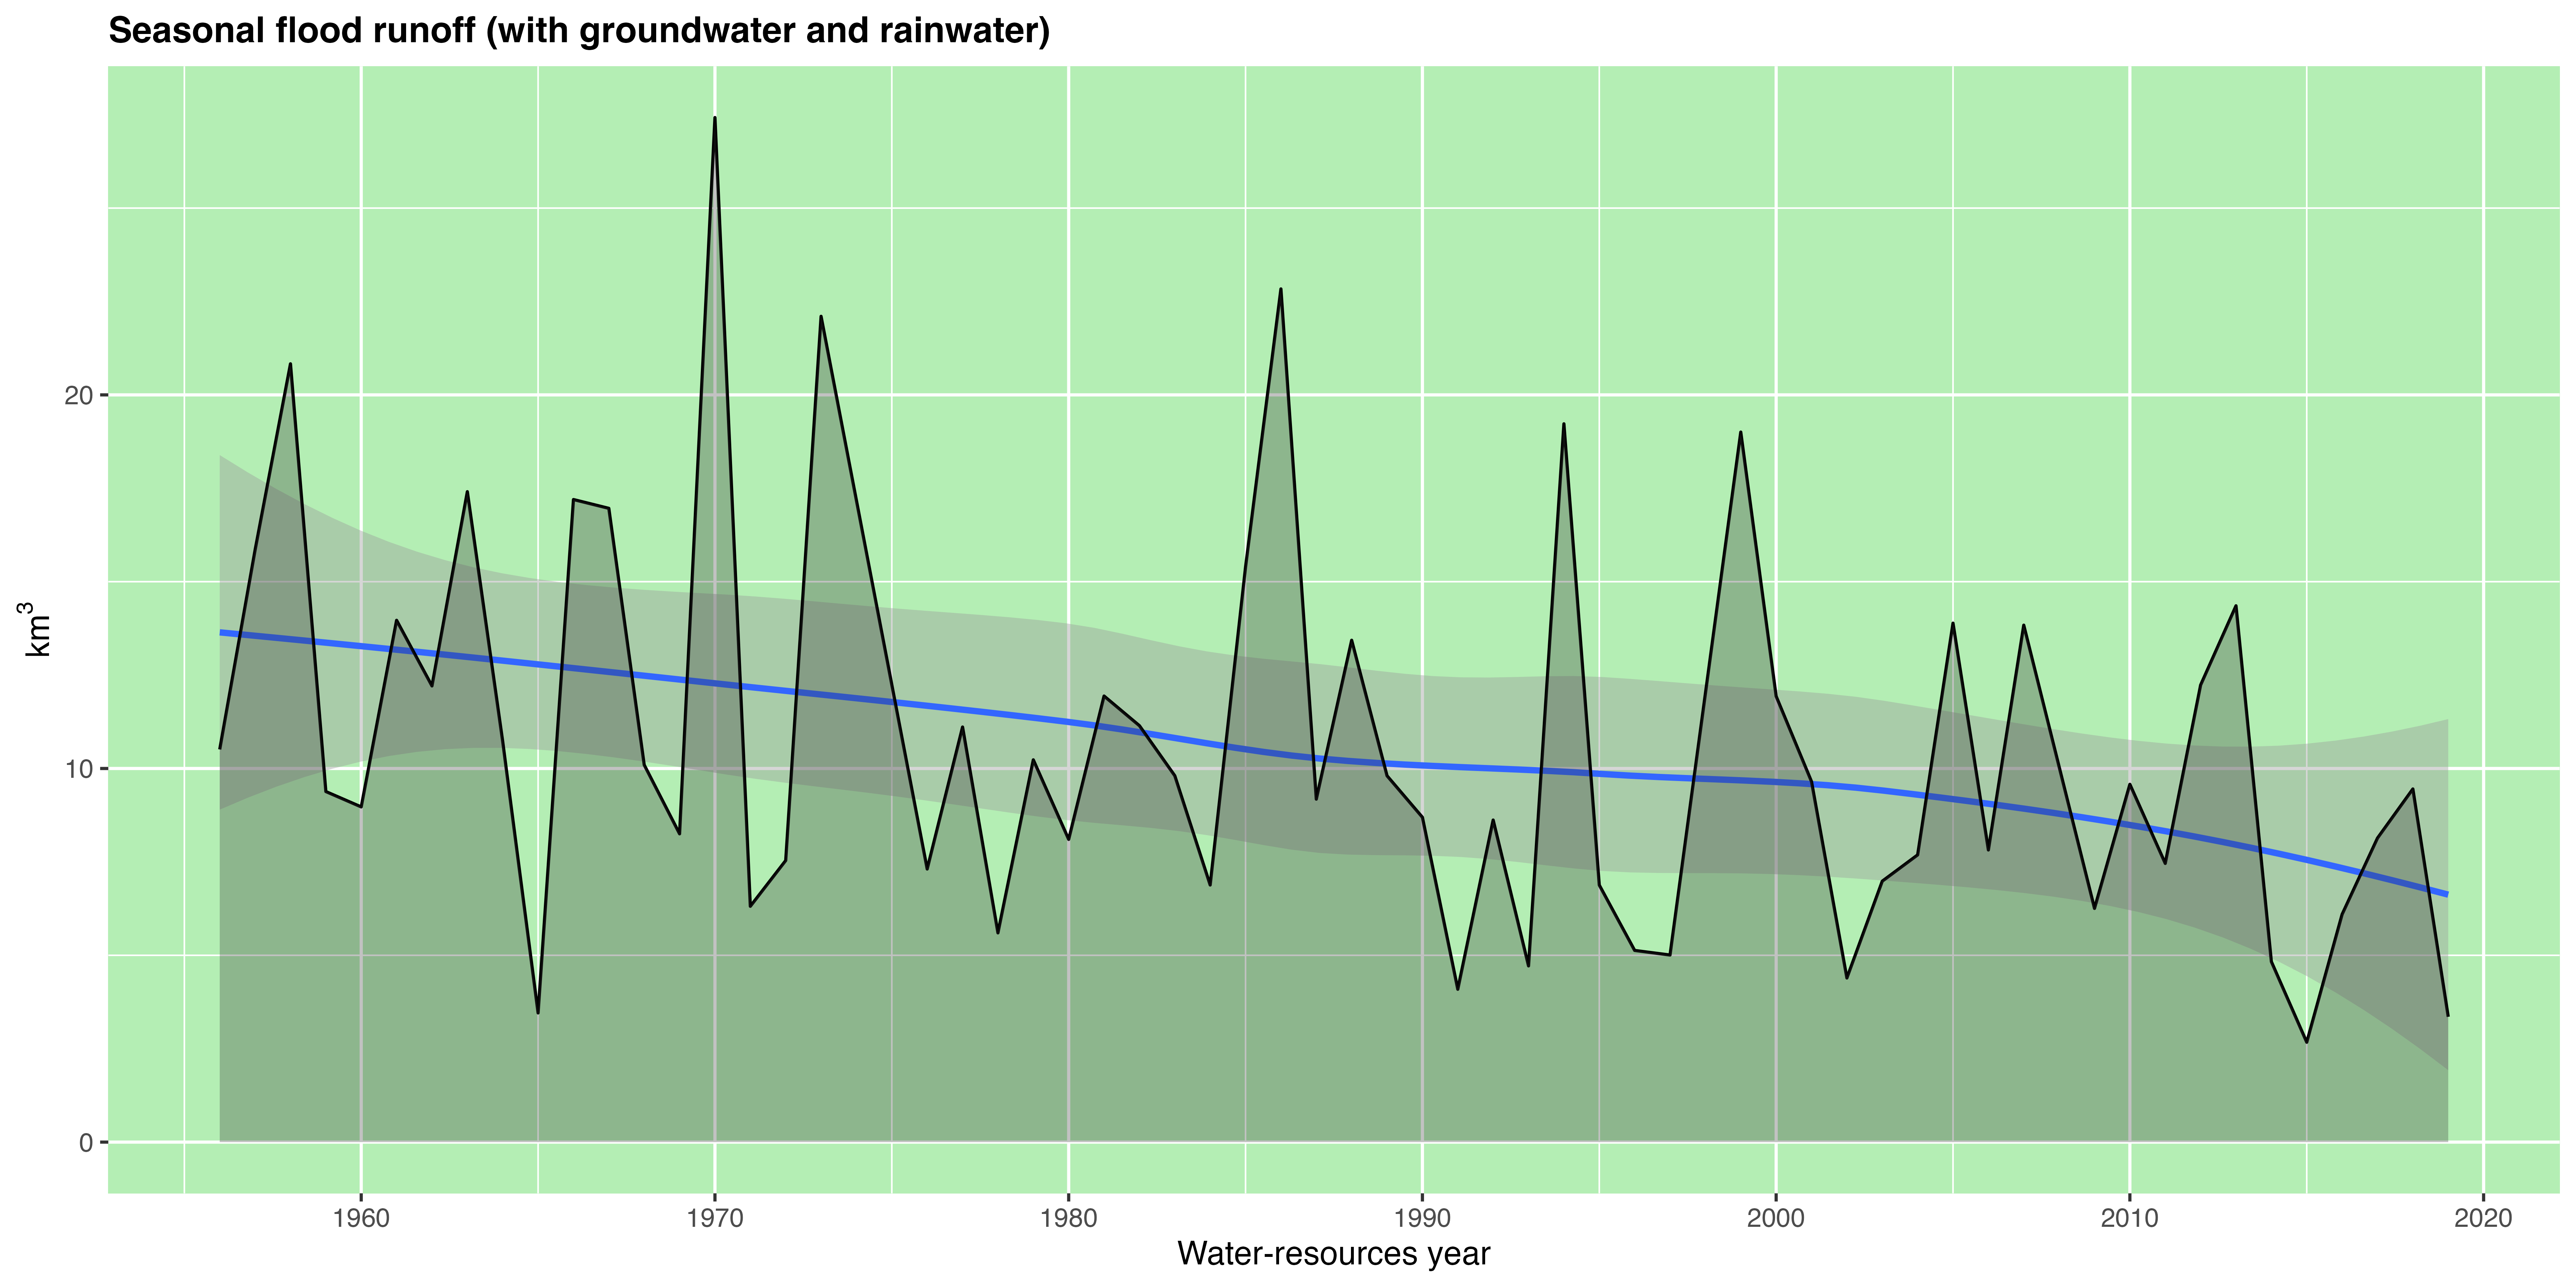 Seasonal flood runoff (with groundwater and rainwater)
km³
20
10
0
1960 1970 1980 1990 2000 2010 2020
Water-resources year